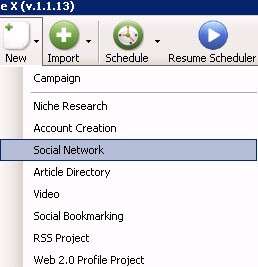 e X (v.1.1.13)
New Import Schedule Resume Scheduler
Campaign
Niche Research
Account Creation
Social Network
Article Directory
Video
Social Bookmarking
RSS Project
Web 2.0 Profile Project